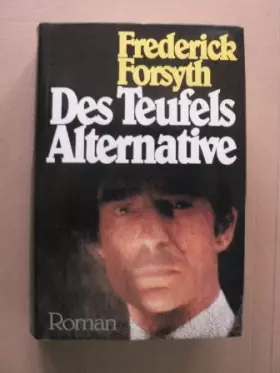 Frederick
Forsyth
Des Teufels
Alternative
Roman